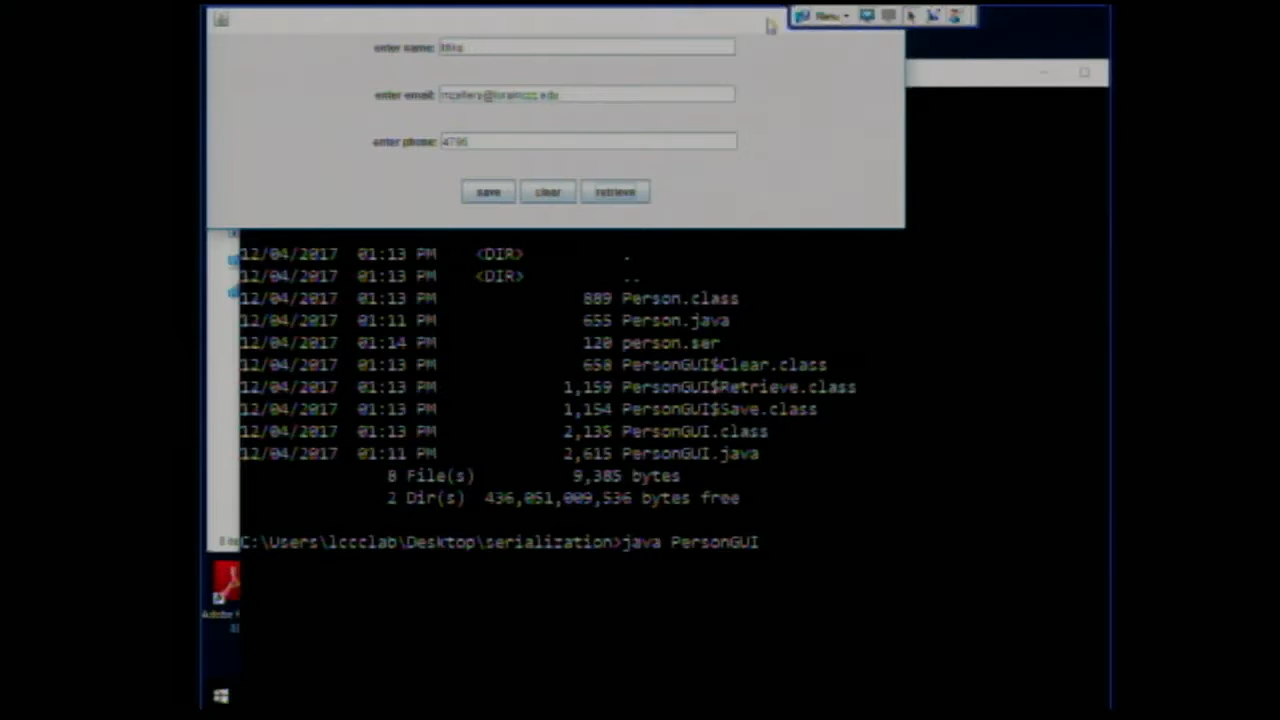 Menu
enter name: Mike
enter email:
enter phone: 4796
save clear retrieve
12/04/2017 01:13 PM <DIR> .
12/04/2017 01:13 PM <DIR> ..
12/04/2017 01:13 PM 889 Person.class
12/04/2017 01:11 PM 655 Person.java
12/04/2017 01:14 PM 120 person.ser
12/04/2017 01:13 PM 658 PersonGUI$Clear.class
12/04/2017 01:13 PM 1,159 PersonGUI$Retrieve.class
12/04/2017 01:13 PM 1,154 PersonGUI$Save.class
12/04/2017 01:13 PM 2,135 PersonGUI.class
12/04/2017 01:11 PM 2,615 PersonGUI.java
8 File(s) 9,385 bytes
2 Dir(s) 436,051,009,536 bytes free
C:\Users\lccclab\Desktop\serialization>java PersonGUI
Adobe